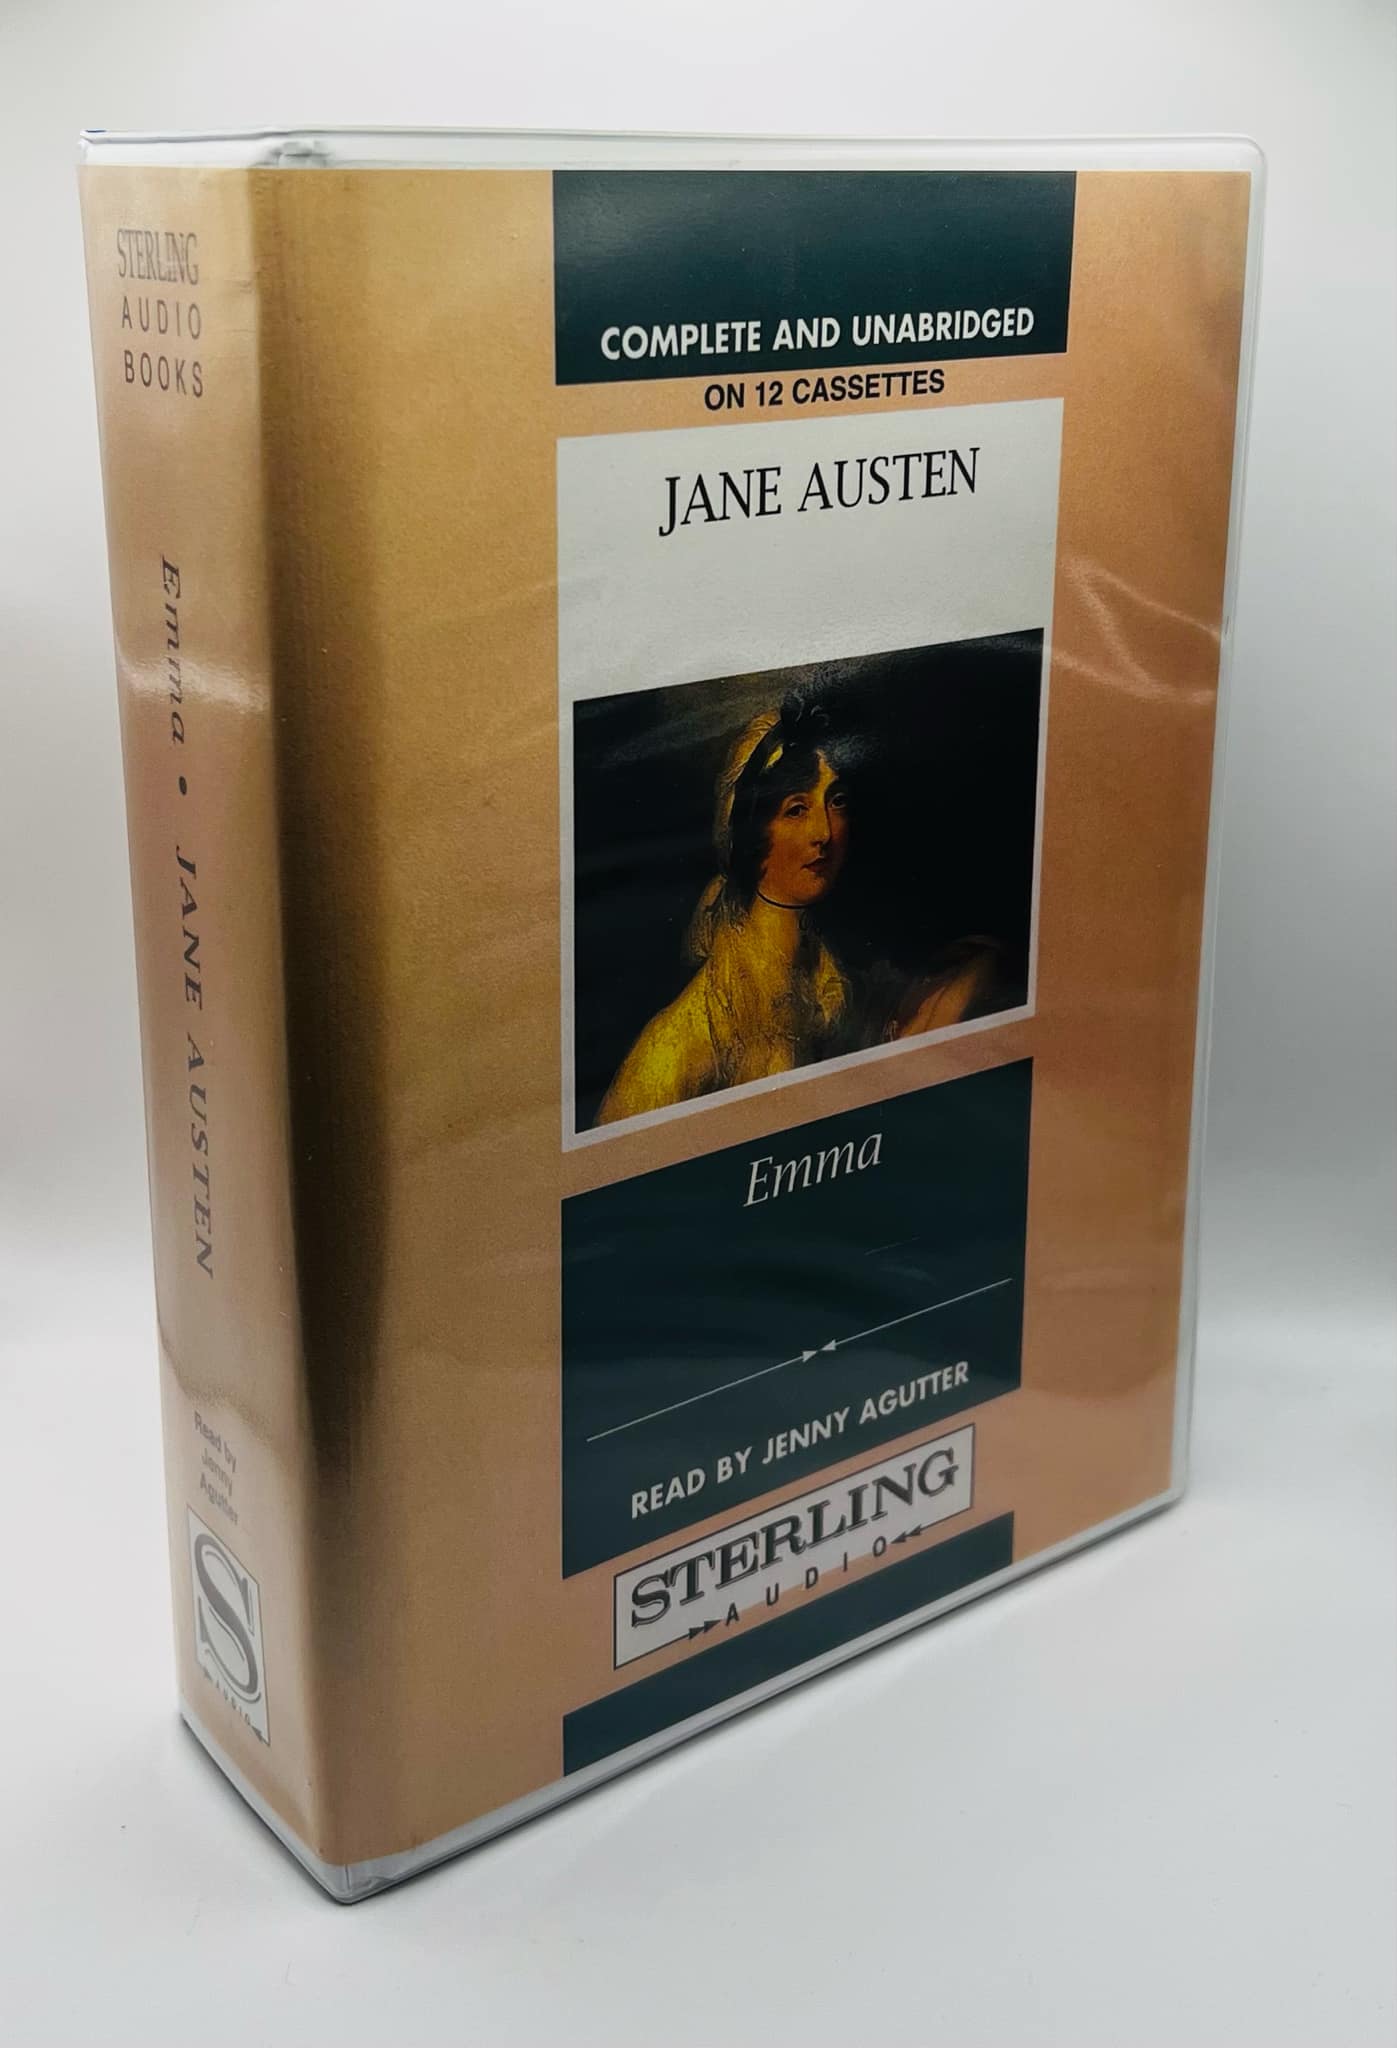 STERLING
AUDIO
BOOKS
Emma • JANE AUSTEN
Read by
Jenny
Agutter
S
AUDIO
COMPLETE AND UNABRIDGED
ON 12 CASSETTES
JANE AUSTEN
Emma
READ BY JENNY AGUTTER
STERLING
AUDIO